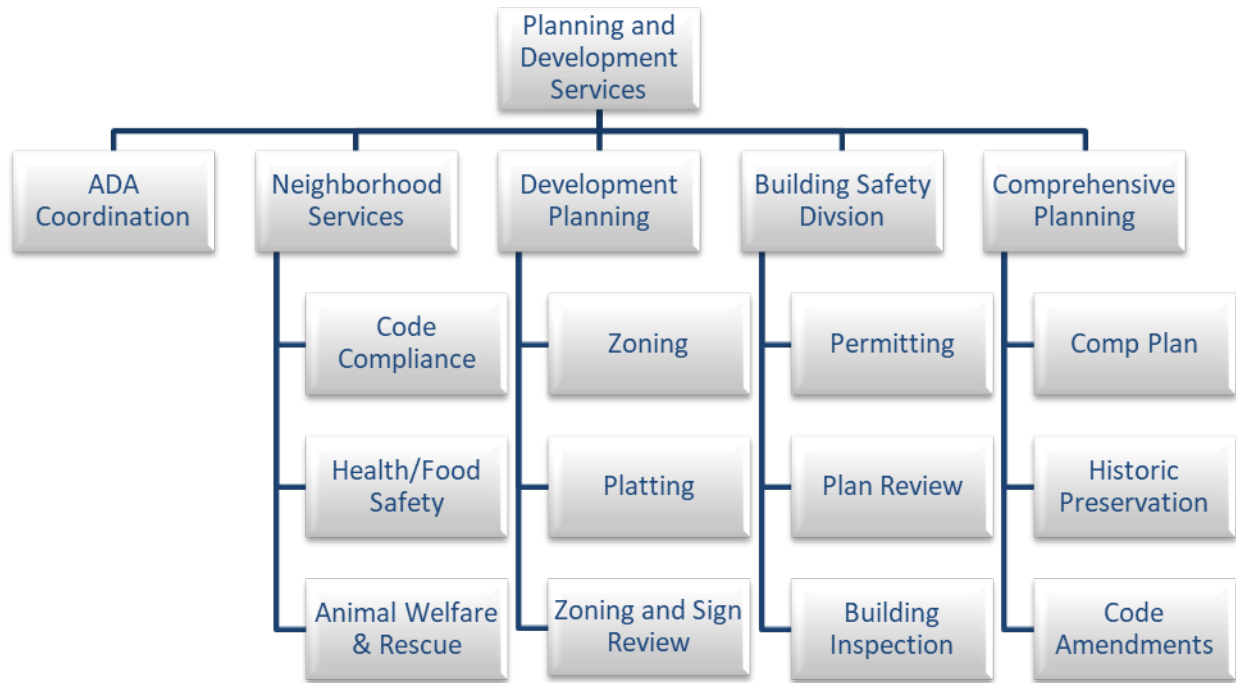 Planning and
Development
Services
ADA
Coordination
Neighborhood
Services
Development
Planning
Building Safety
Divsion
Comprehensive
Planning
Code
Compliance
Zoning
Permitting
Comp Plan
Health/Food
Safety
Platting
Plan Review
Historic
Preservation
Animal Welfare
& Rescue
Zoning and Sign
Review
Building
Inspection
Code
Amendments